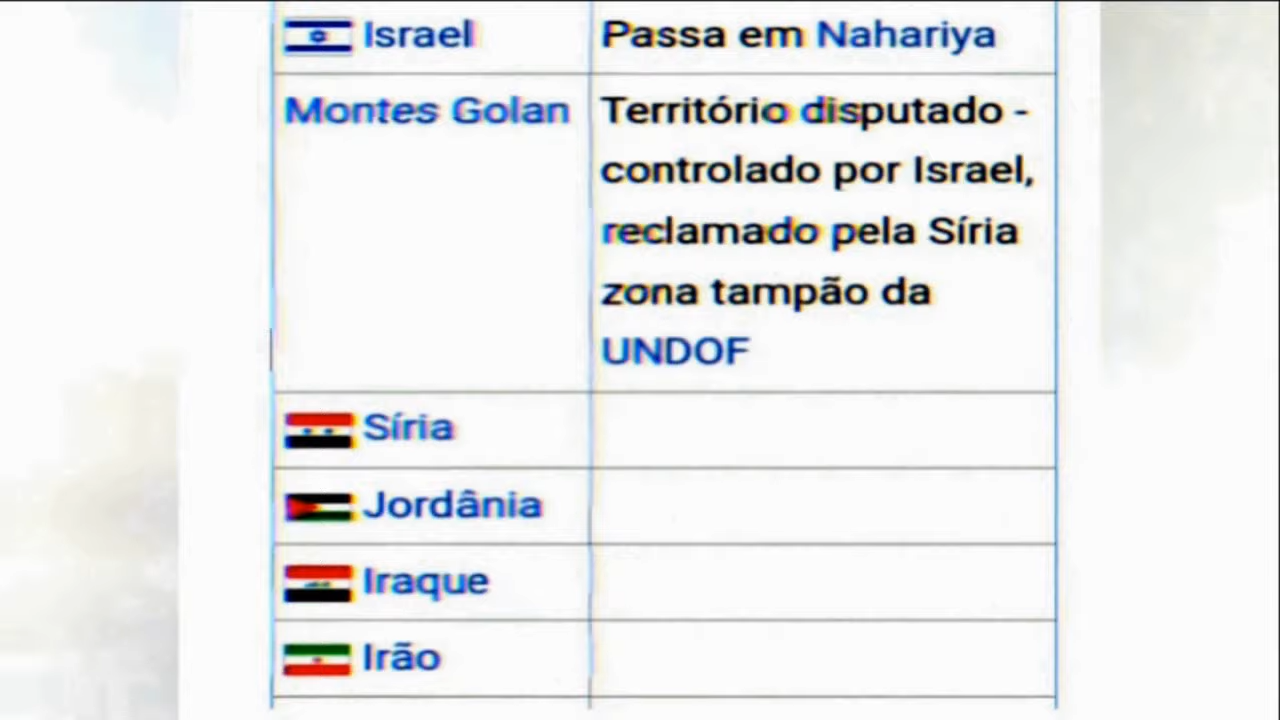 Israel
Passa em Nahariya
Montes Golan
Território disputado -
controlado por Israel,
reclamado pela Síria
zona tampão da
UNDOF
Síria
Jordânia
Iraque
Irão